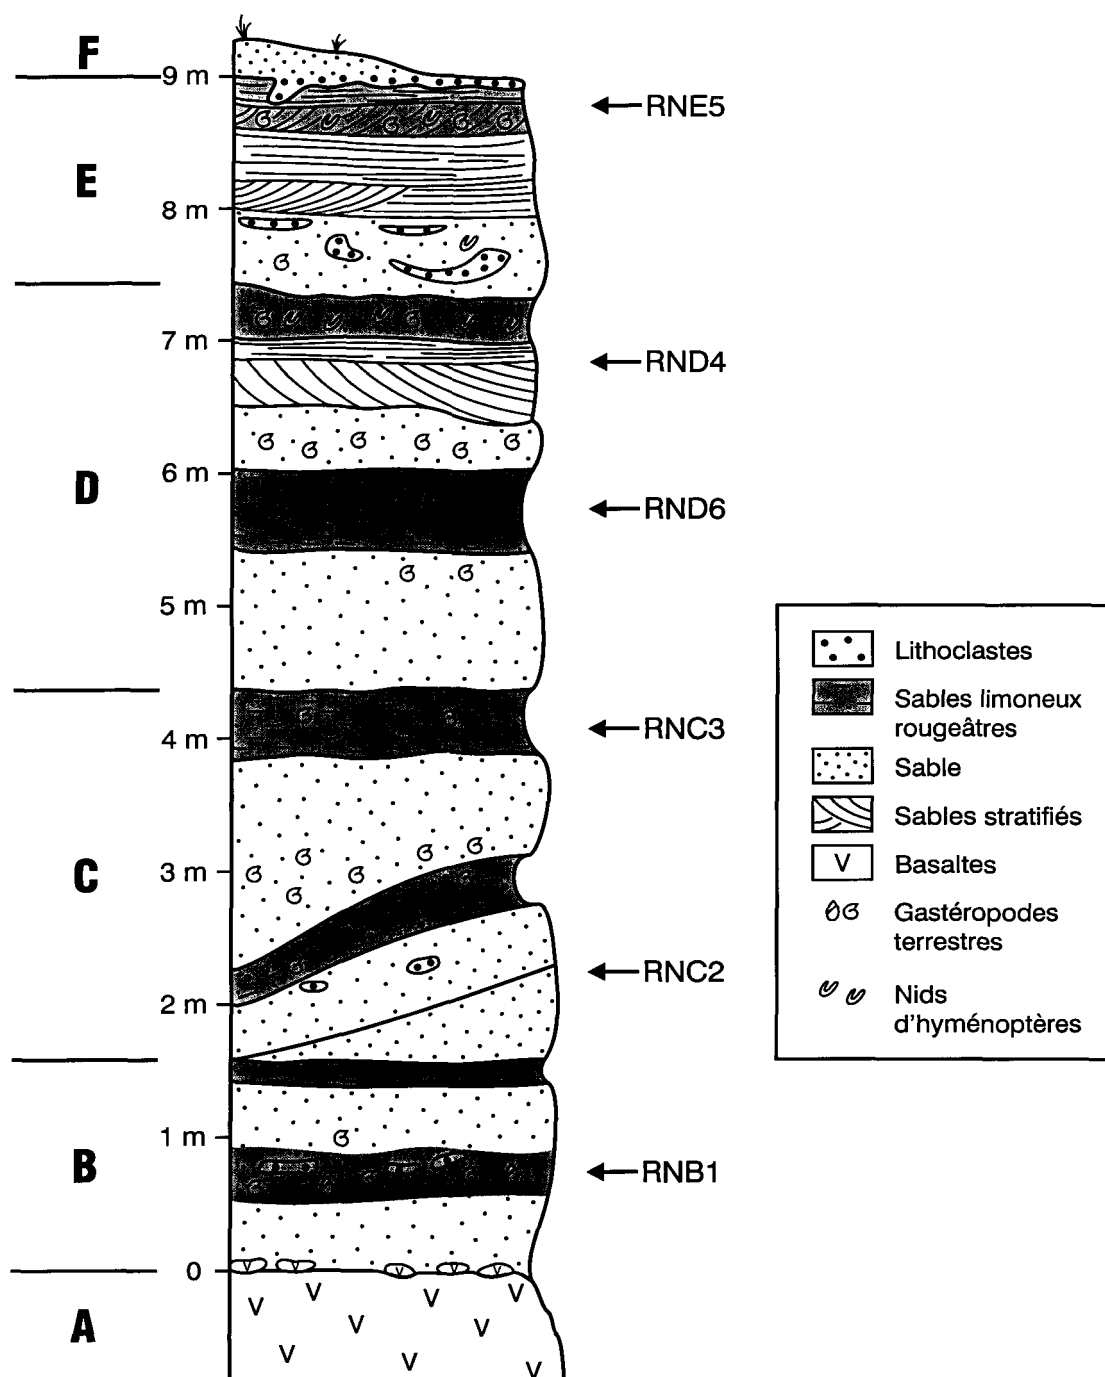 F
9 m
RNE5
E
8 m
7 m
RND4
6 m
D
RND6
5 m
Lithoclastes
Sables limoneux
rougeâtres
RNC3
4 m
Sable
Sables stratifiés
V
Basaltes
3 m
C
Gastéropodes
terrestres
RNC2
2 m
Nids
d'hyménoptères
1 m
B
RNB1
0
V V V V V
A
V V V V
V V
V V